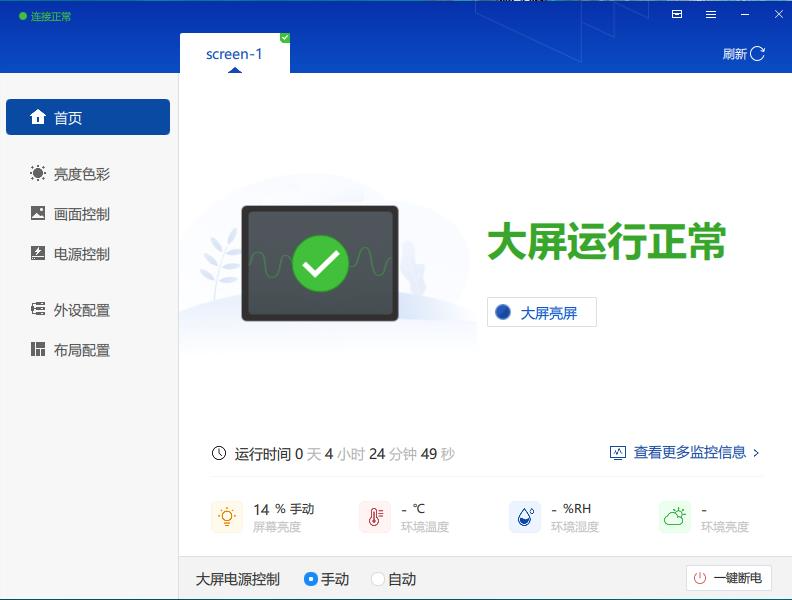 连接正常
screen-1
刷新
首页
亮度色彩
画面控制
电源控制
外设配置
布局配置
大屏运行正常
大屏亮屏
运行时间 0 天 4 小时 24 分钟 49 秒
查看更多监控信息
14 % 手动
屏幕亮度
- ℃
环境温度
- %RH
环境湿度
-
环境亮度
大屏电源控制 手动 自动
一键断电